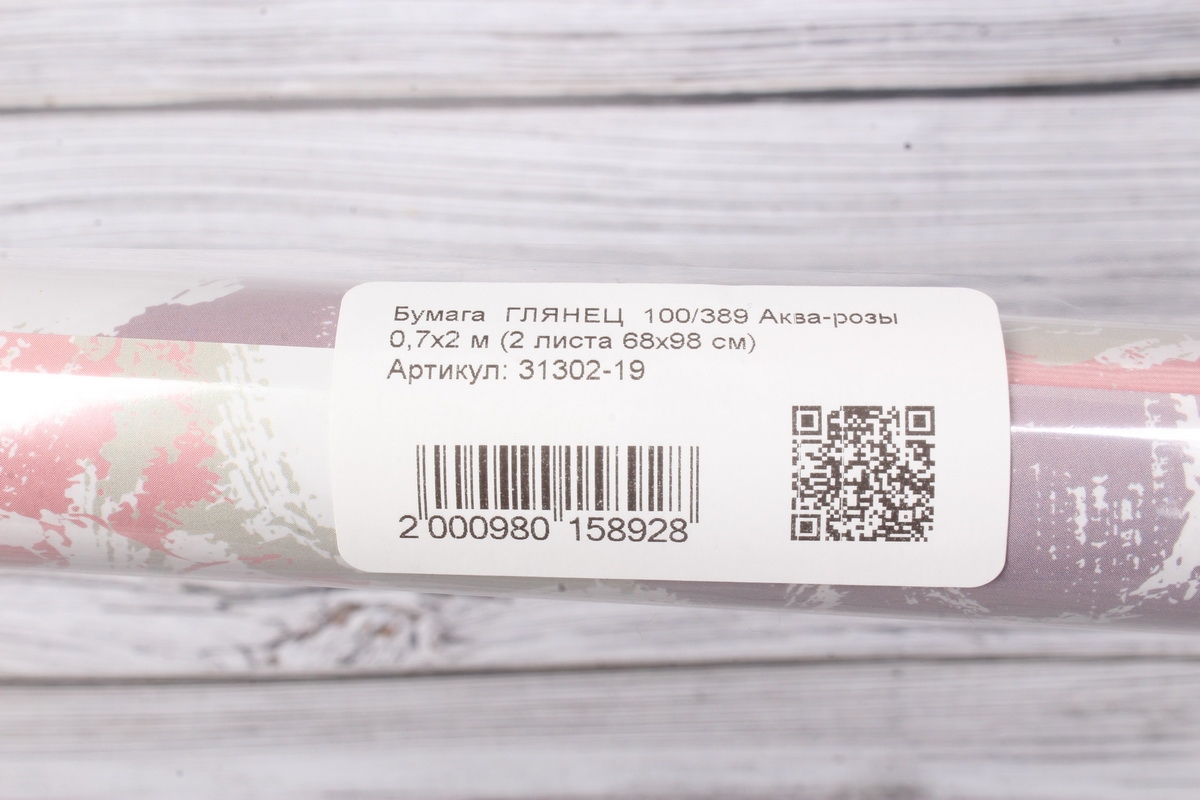 Бумага ГЛЯНЕЦ 100/389 Аква-розы
0,7х2 м (2 листа 68х98 см)
Артикул: 31302-19
2 000980 158928